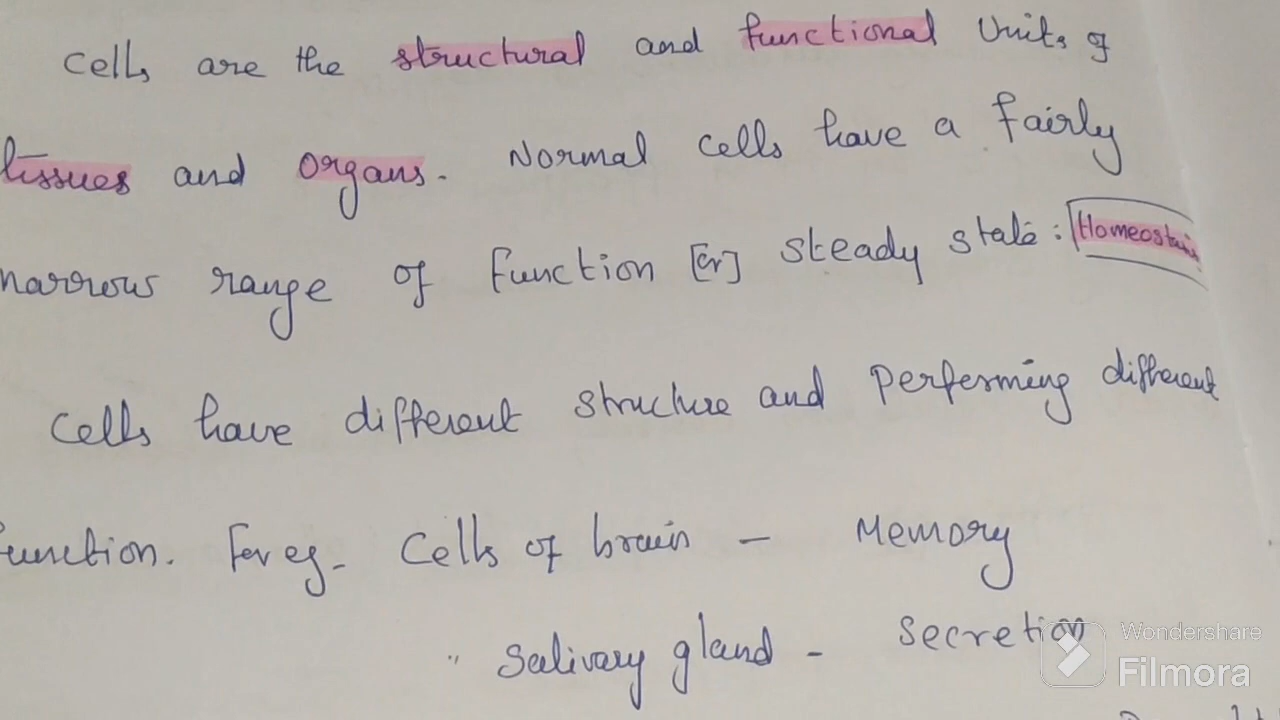 Cells are the structural and functional Units of
tissues and organs. Normal cells have a fairly
narrow range of function [or] steady state: Homeostasis
Cells have different structure and performing different
function. For eg. Cells of brain - Memory
" Salivary gland - secretion
Wondershare
Filmora